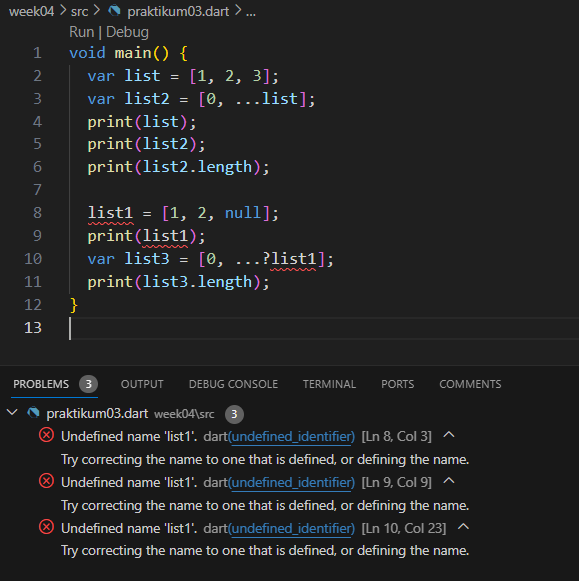 week04 > src > praktikum03.dart > ...
Run | Debug
1 void main() {
2 var list = [1, 2, 3];
3 var list2 = [0, ...list];
4 print(list);
5 print(list2);
6 print(list2.length);
7
8 list1 = [1, 2, null];
9 print(list1);
10 var list3 = [0, ...?list1];
11 print(list3.length);
12 }
13
PROBLEMS 3 OUTPUT DEBUG CONSOLE TERMINAL PORTS COMMENTS
praktikum03.dart week04\src 3
Undefined name 'list1'. dart(undefined_identifier) [Ln 8, Col 3]
Try correcting the name to one that is defined, or defining the name.
Undefined name 'list1'. dart(undefined_identifier) [Ln 9, Col 9]
Try correcting the name to one that is defined, or defining the name.
Undefined name 'list1'. dart(undefined_identifier) [Ln 10, Col 23]
Try correcting the name to one that is defined, or defining the name.